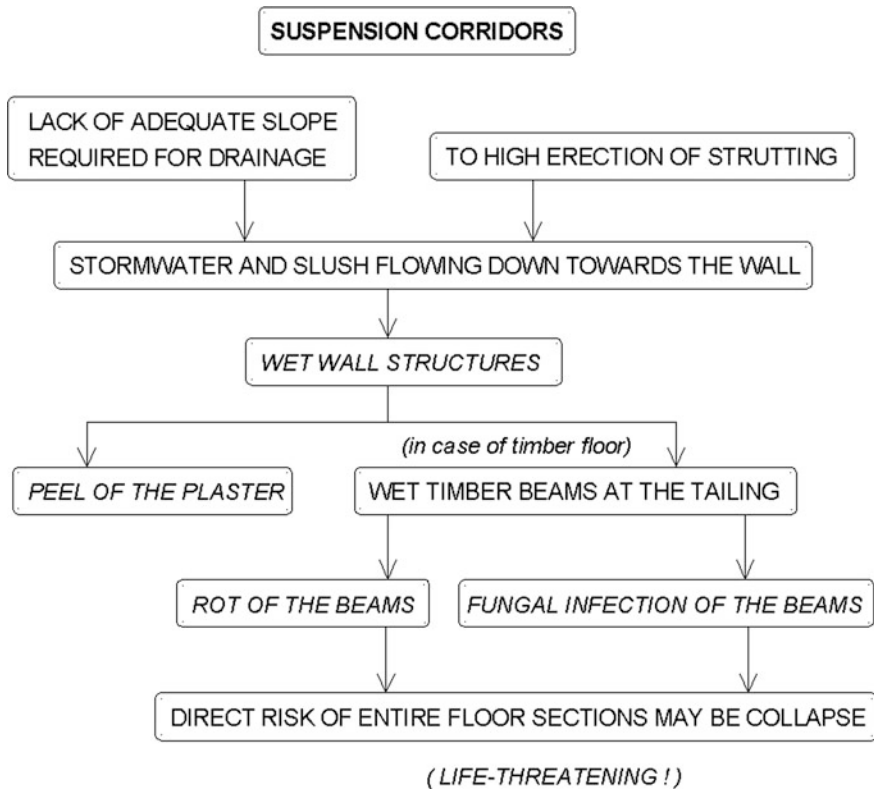 SUSPENSION CORRIDORS
LACK OF ADEQUATE SLOPE
REQUIRED FOR DRAINAGE
TO HIGH ERECTION OF STRUTTING
STORMWATER AND SLUSH FLOWING DOWN TOWARDS THE WALL
WET WALL STRUCTURES
(in case of timber floor)
PEEL OF THE PLASTER
WET TIMBER BEAMS AT THE TAILING
ROT OF THE BEAMS
FUNGAL INFECTION OF THE BEAMS
DIRECT RISK OF ENTIRE FLOOR SECTIONS MAY BE COLLAPSE
( LIFE-THREATENING ! )